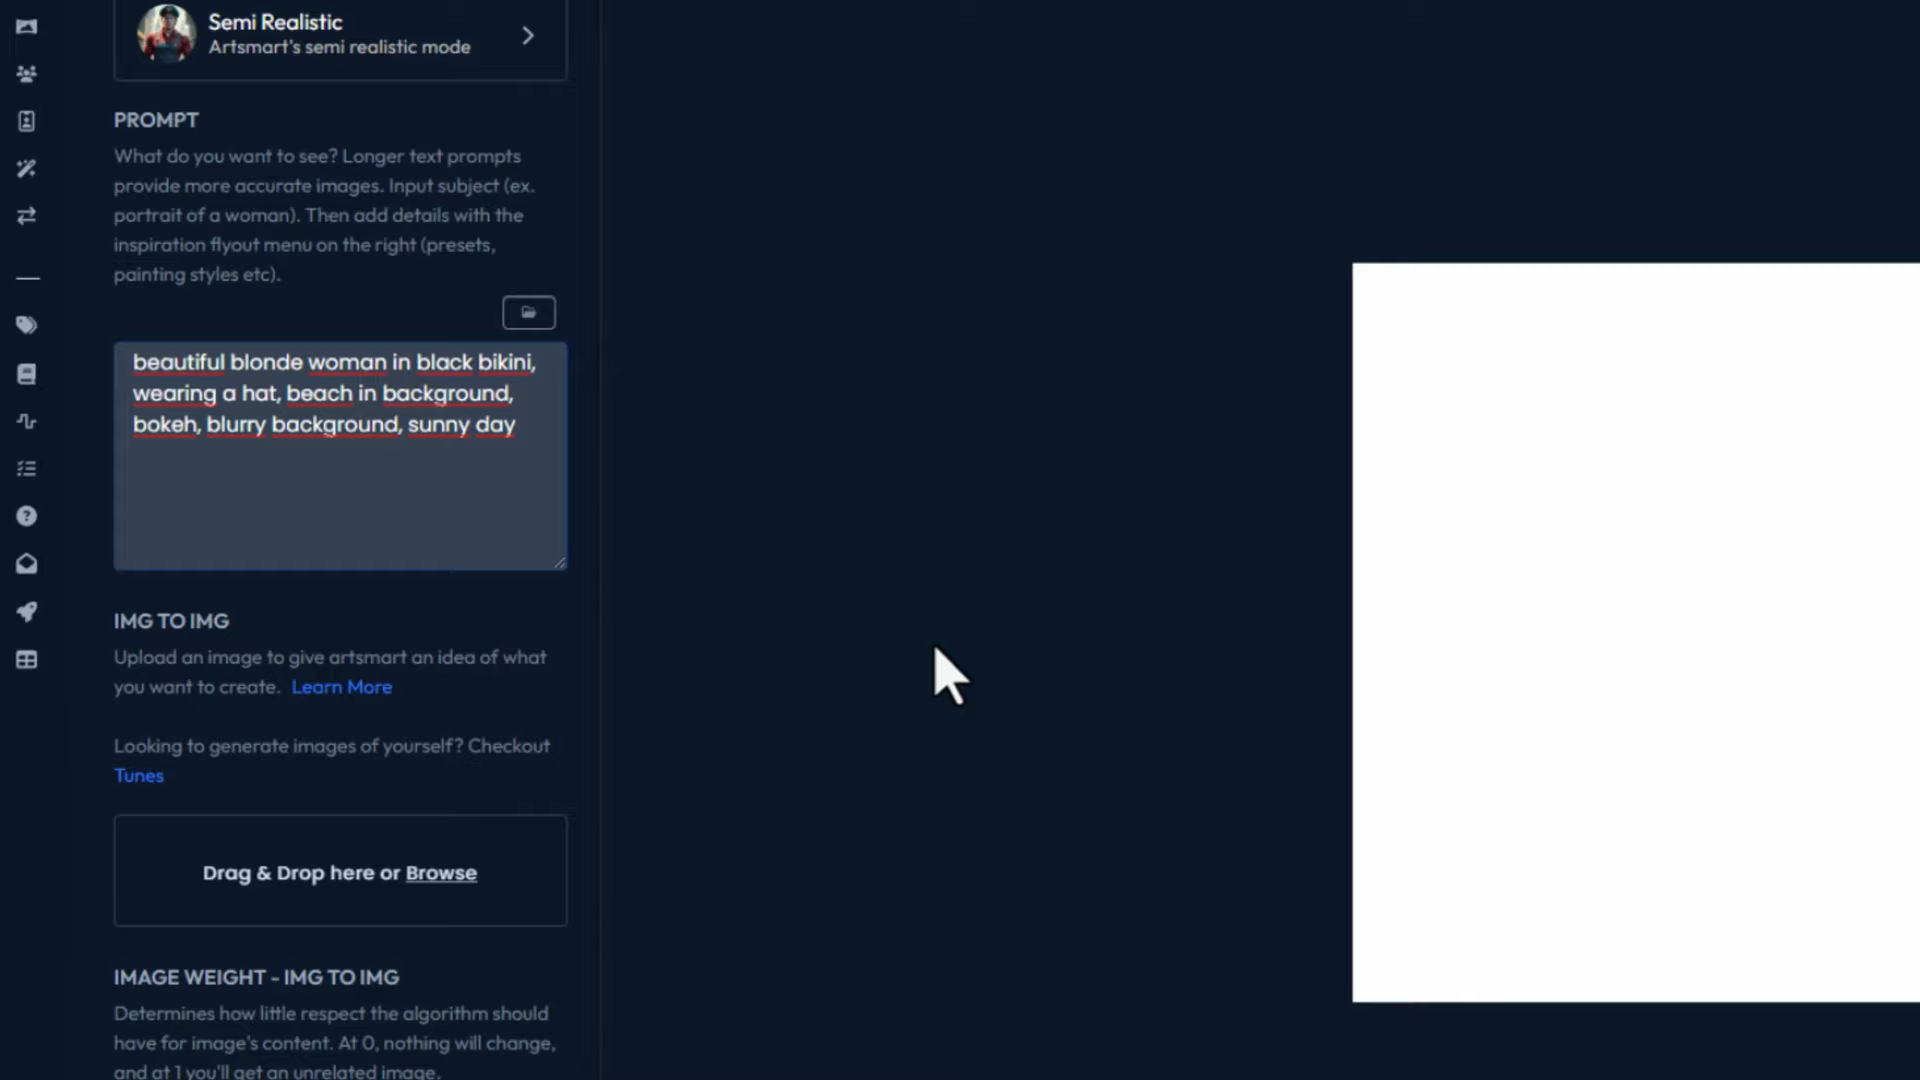 Semi Realistic
Artsmart's semi realistic mode
PROMPT
What do you want to see? Longer text prompts
provide more accurate images. Input subject (ex.
portrait of a woman). Then add details with the
inspiration flyout menu on the right (presets,
painting styles etc).
beautiful blonde woman in black bikini,
wearing a hat, beach in background,
bokeh, blurry background, sunny day
IMG TO IMG
Upload an image to give artsmart an idea of what
you want to create. Learn More
Looking to generate images of yourself? Checkout
Tunes
Drag & Drop here or Browse
IMAGE WEIGHT - IMG TO IMG
Determines how little respect the algorithm should
have for image's content. At 0, nothing will change,
and at 1 you'll get an unrelated image.